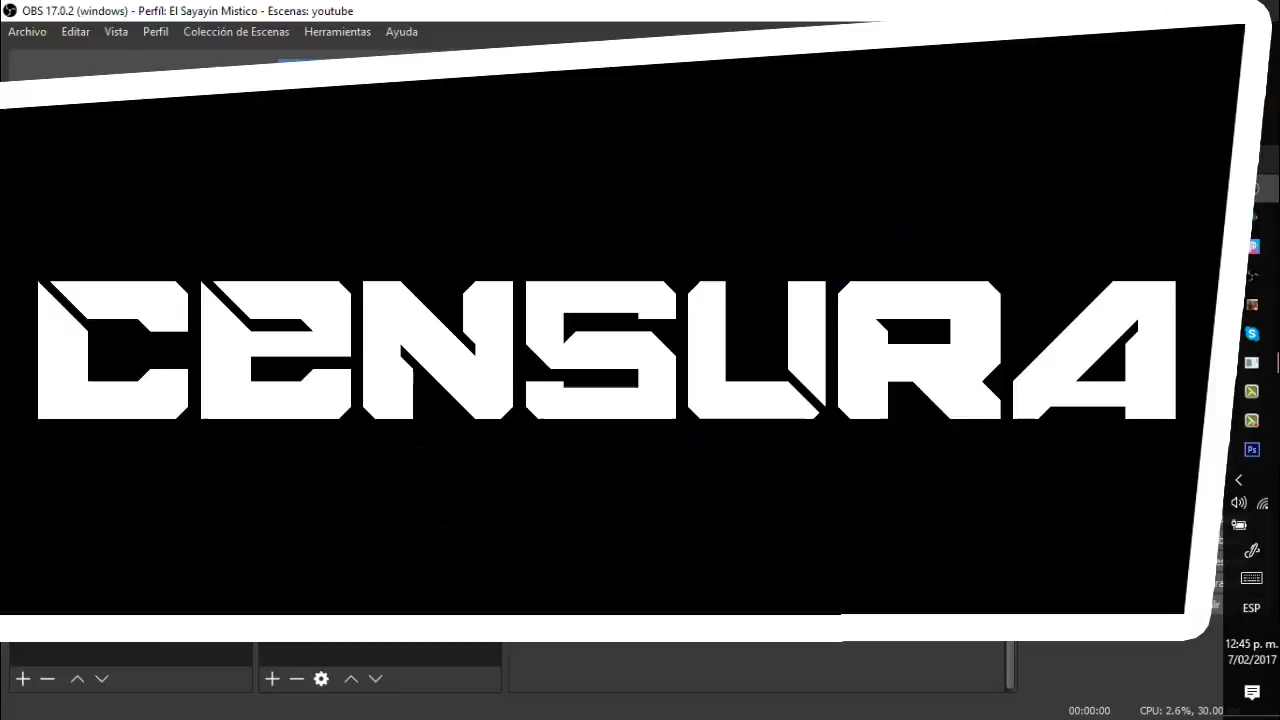 OBS 17.0.2 (windows) - Perfil: El Sayayin Mistico - Escenas: youtube
Archivo Editar Vista Perfil Colección de Escenas Herramientas Ayuda
CENSURA
Ps
ESP
12:45 p. m.
7/02/2017
00:00:00 CPU: 2.6%, 30.00